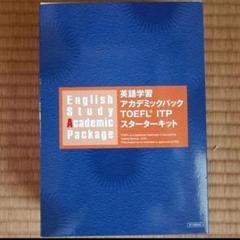 English
Study
Academic
Package
英語学習
アカデミックパック
TOEFL® ITP
スターターキット